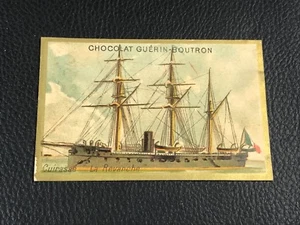 CHOCOLAT GUÉRIN-BOUTRON
Cuirassé La Revanche